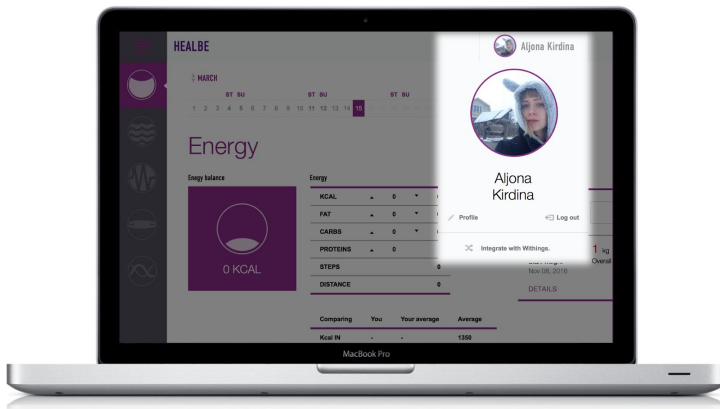 HEALBE
Aljona Kirdina
MARCH
ST SU ST SU ST SU
1 2 3 4 5 6 7 8 9 10 11 12 13 14 15
Energy
Enegy balance
0 KCAL
Energy
KCAL 0
FAT 0
CARBS 0
PROTEINS 0
STEPS 0
DISTANCE 0
Comparing You Your average Average
Kcal IN - - 1350
Aljona
Kirdina
Profile Log out
Integrate with Withings.
1 kg
Overall
Nov 08, 2016
DETAILS
MacBook Pro